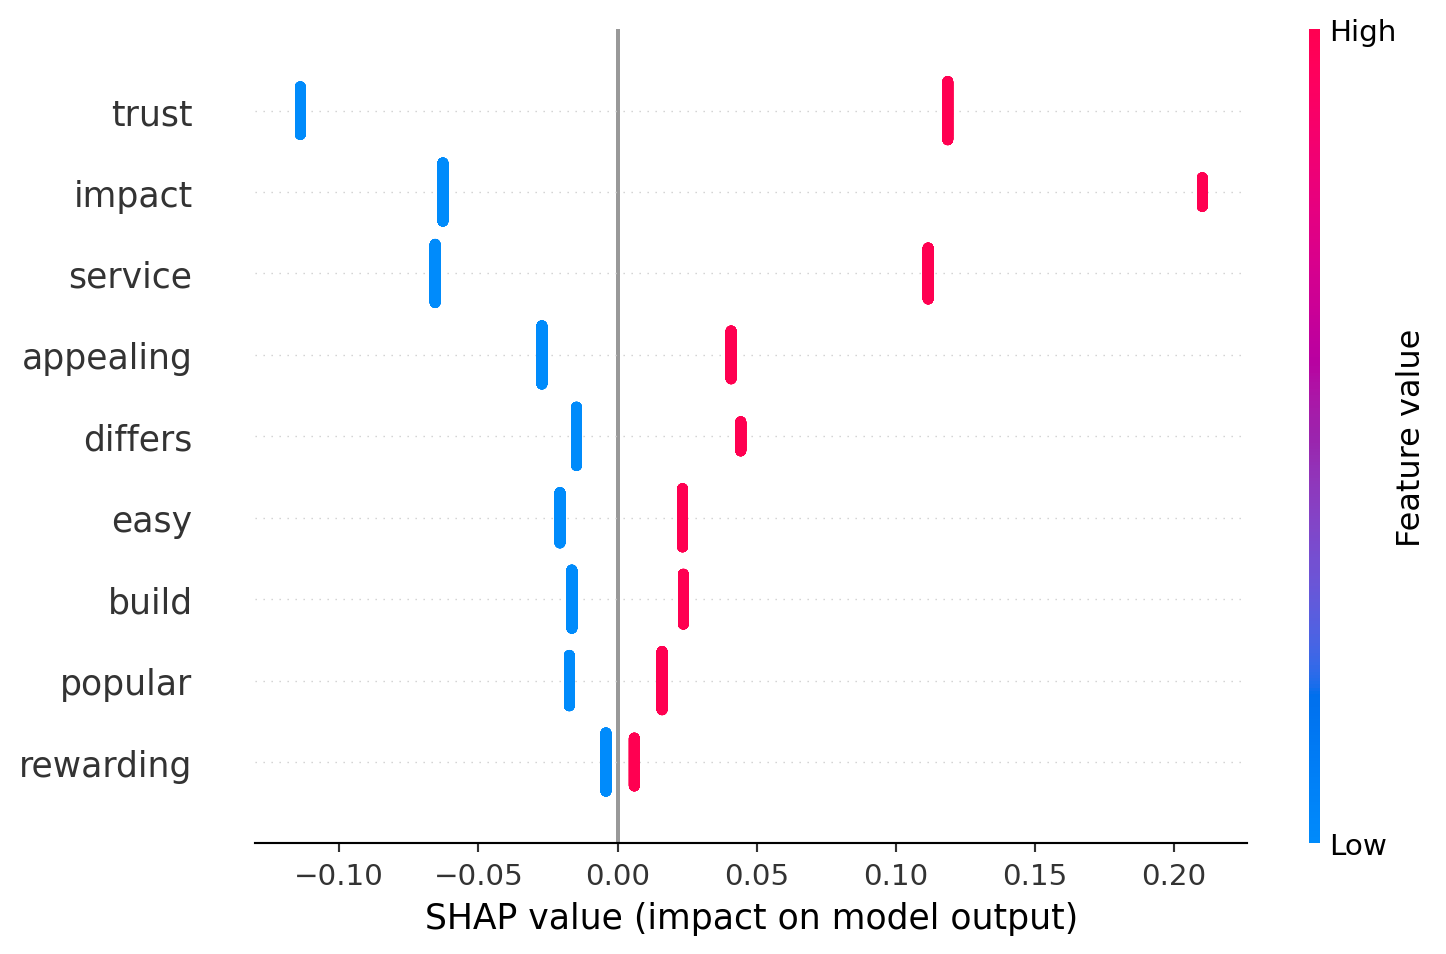 High
trust
impact
service
appealing
differs
easy
build
popular
rewarding
Feature value
Low
−0.10 −0.05 0.00 0.05 0.10 0.15 0.20
SHAP value (impact on model output)